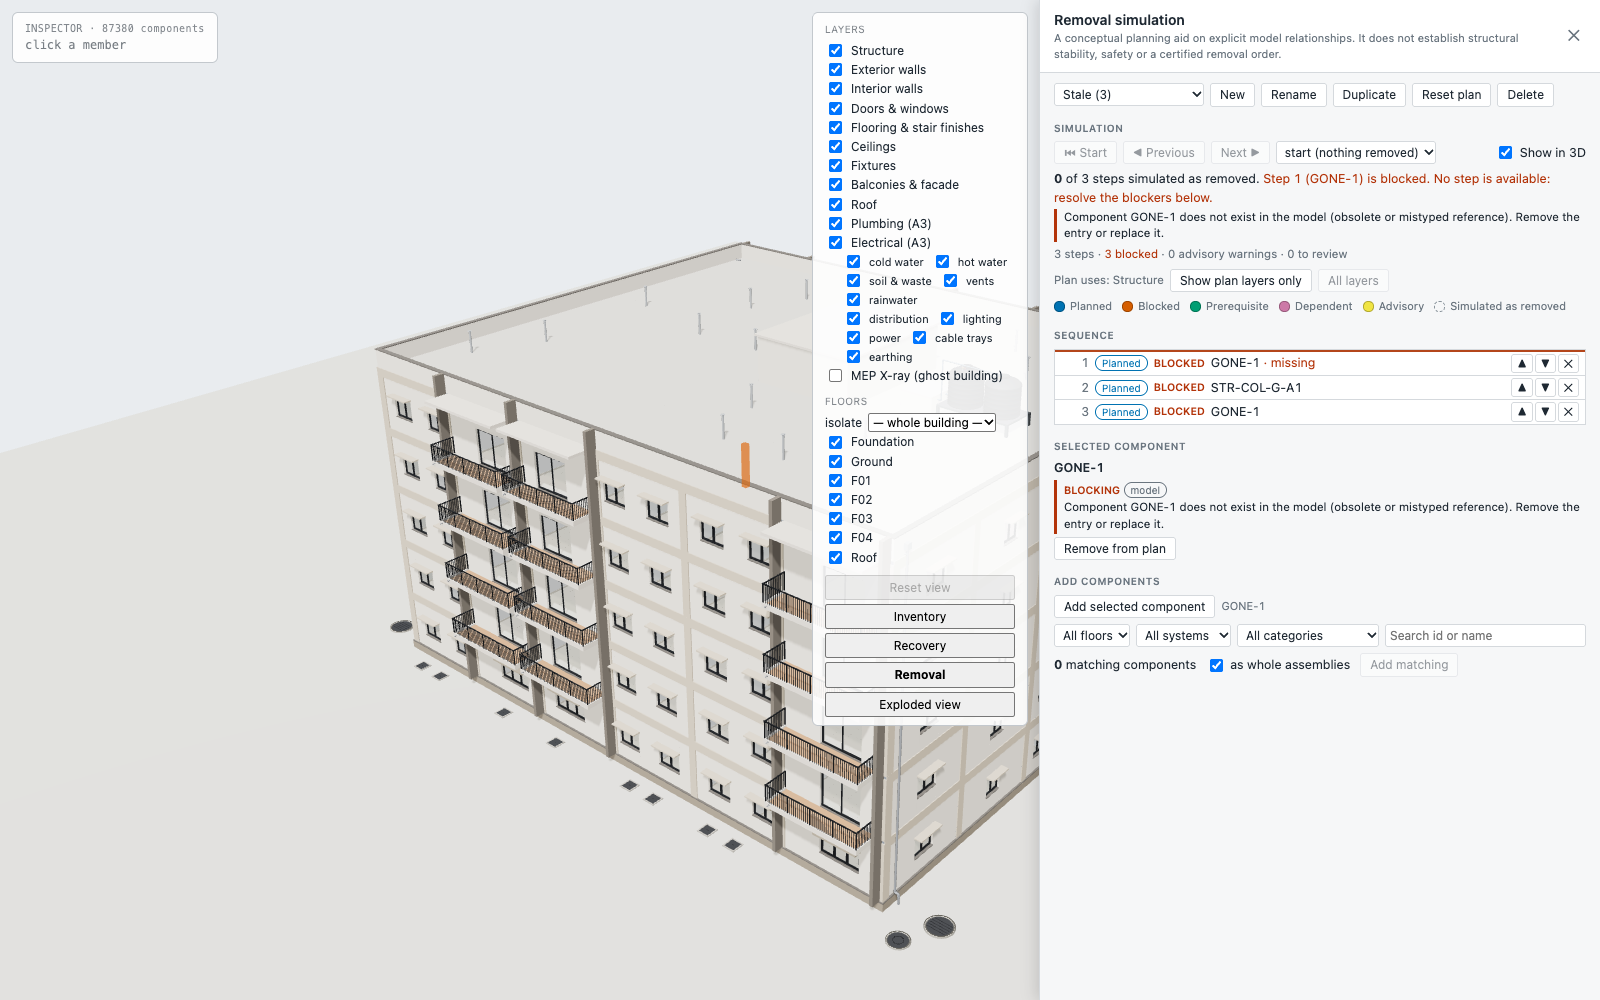 INSPECTOR · 87380 components
click a member
LAYERS
Structure
Exterior walls
Interior walls
Doors & windows
Flooring & stair finishes
Ceilings
Fixtures
Balconies & facade
Roof
Plumbing (A3)
Electrical (A3)
cold water hot water
soil & waste vents
rainwater
distribution lighting
power cable trays
earthing
MEP X-ray (ghost building)
FLOORS
isolate — whole building —
Foundation
Ground
F01
F02
F03
F04
Roof
Reset view
Inventory
Recovery
Removal
Exploded view
Removal simulation
A conceptual planning aid on explicit model relationships. It does not establish structural
stability, safety or a certified removal order.
Stale (3) New Rename Duplicate Reset plan Delete
SIMULATION
⏮ Start ◀ Previous Next ▶ start (nothing removed) Show in 3D
0 of 3 steps simulated as removed. Step 1 (GONE-1) is blocked. No step is available:
resolve the blockers below.
Component GONE-1 does not exist in the model (obsolete or mistyped reference). Remove the
entry or replace it.
3 steps · 3 blocked · 0 advisory warnings · 0 to review
Plan uses: Structure Show plan layers only All layers
Planned Blocked Prerequisite Dependent Advisory Simulated as removed
SEQUENCE
1 Planned BLOCKED GONE-1 · missing ▲ ▼ ✕
2 Planned BLOCKED STR-COL-G-A1 ▲ ▼ ✕
3 Planned BLOCKED GONE-1 ▲ ▼ ✕
SELECTED COMPONENT
GONE-1
BLOCKING model
Component GONE-1 does not exist in the model (obsolete or mistyped reference). Remove the
entry or replace it.
Remove from plan
ADD COMPONENTS
Add selected component GONE-1
All floors All systems All categories Search id or name
0 matching components as whole assemblies Add matching